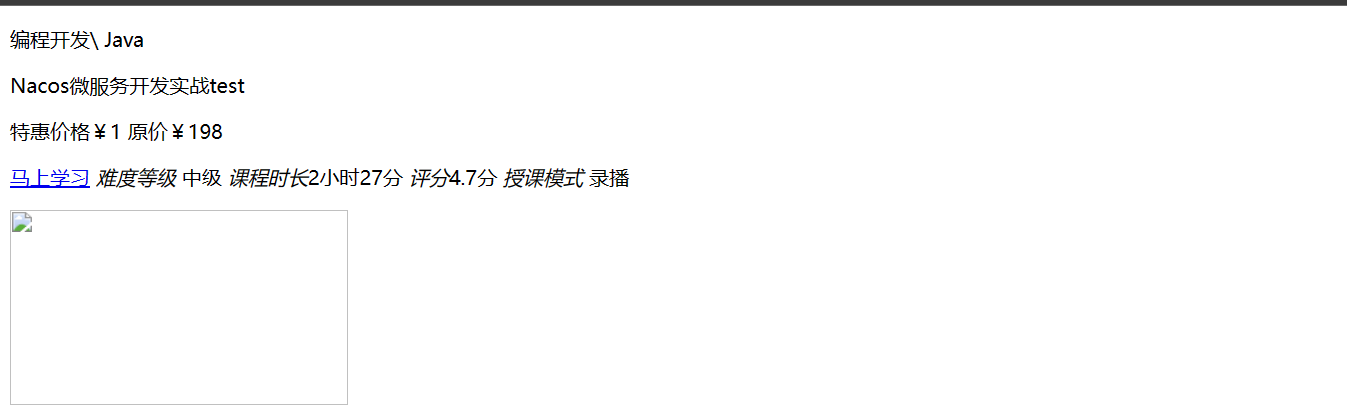 编程开发\ Java
Nacos微服务开发实战test
特惠价格￥1 原价￥198
马上学习 难度等级 中级 课程时长2小时27分 评分4.7分 授课模式 录播